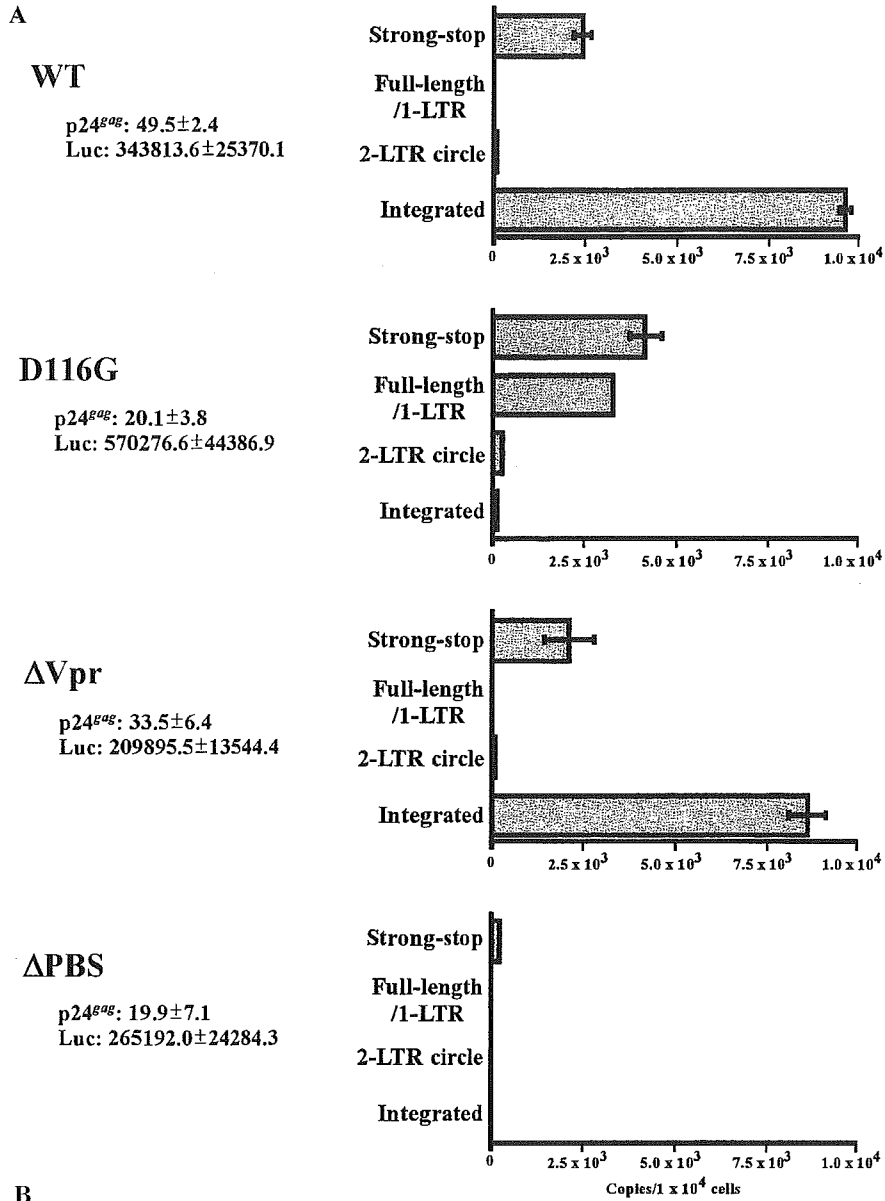 A
WT
p24gag: 49.5±2.4
Luc: 343813.6±25370.1
Strong-stop
Full-length
/1-LTR
2-LTR circle
Integrated
0 2.5 x 10³ 5.0 x 10³ 7.5 x 10³ 1.0 x 10⁴
D116G
p24gag: 20.1±3.8
Luc: 570276.6±44386.9
Strong-stop
Full-length
/1-LTR
2-LTR circle
Integrated
0 2.5 x 10³ 5.0 x 10³ 7.5 x 10³ 1.0 x 10⁴
ΔVpr
p24gag: 33.5±6.4
Luc: 209895.5±13544.4
Strong-stop
Full-length
/1-LTR
2-LTR circle
Integrated
0 2.5 x 10³ 5.0 x 10³ 7.5 x 10³ 1.0 x 10⁴
ΔPBS
p24gag: 19.9±7.1
Luc: 265192.0±24284.3
Strong-stop
Full-length
/1-LTR
2-LTR circle
Integrated
0 2.5 x 10³ 5.0 x 10³ 7.5 x 10³ 1.0 x 10⁴
Copies/1 x 10⁴ cells
B